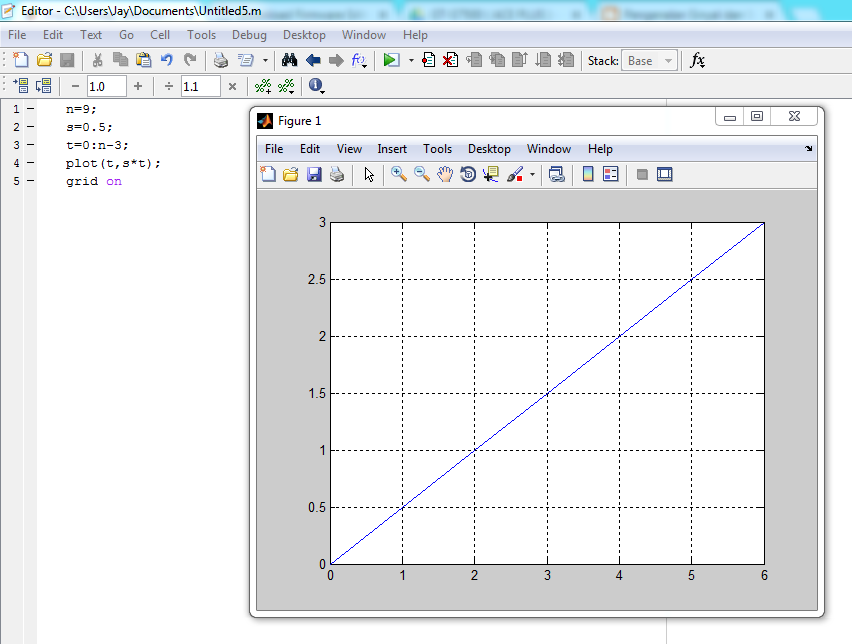 Editor - C:\Users\Jay\Documents\Untitled5.m
File Edit Text Go Cell Tools Debug Desktop Window Help
Stack: Base fx
− 1.0 + ÷ 1.1 ×
1 – n=9;
2 – s=0.5;
3 – t=0:n-3;
4 – plot(t,s*t);
5 – grid on
Figure 1
File Edit View Insert Tools Desktop Window Help
3
2.5
2
1.5
1
0.5
0
0 1 2 3 4 5 6